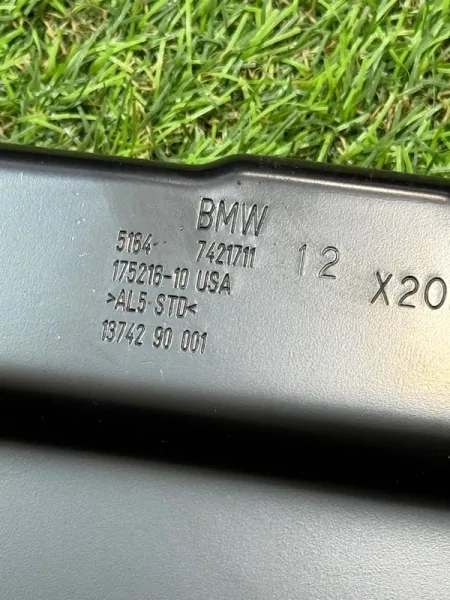 BMW
5164- 7421711
175216-10 USA
>AL5-STD<
13742 90 001
12
X20